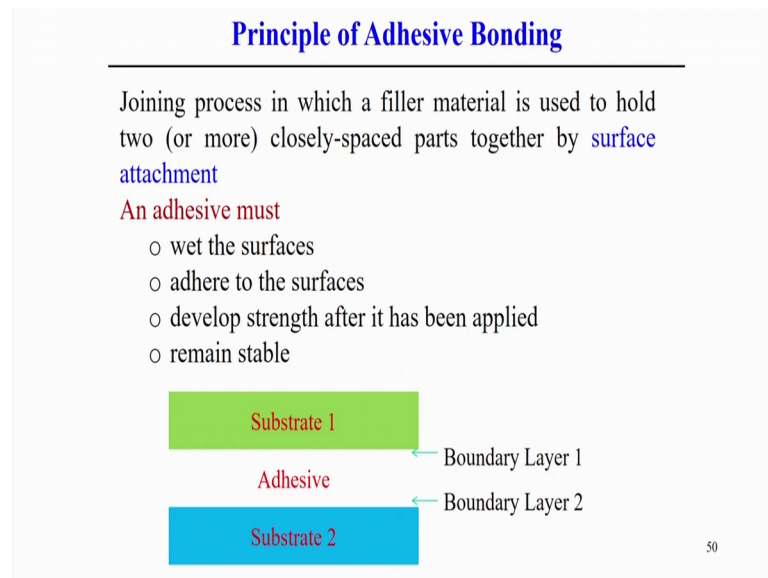 Principle of Adhesive Bonding
Joining process in which a filler material is used to hold
two (or more) closely-spaced parts together by surface
attachment
An adhesive must
o wet the surfaces
o adhere to the surfaces
o develop strength after it has been applied
o remain stable
Substrate 1
Boundary Layer 1
Adhesive
Boundary Layer 2
Substrate 2
50